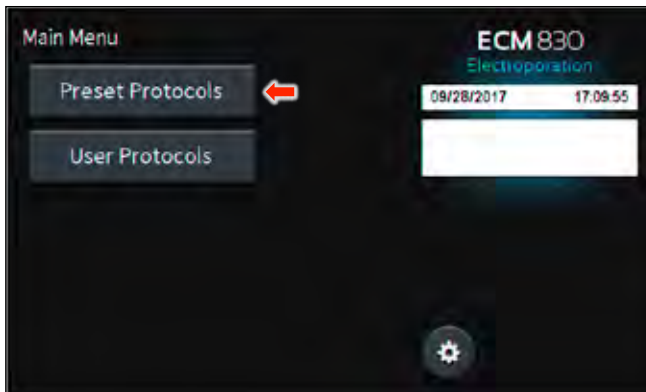 Main Menu
Preset Protocols
User Protocols
ECM 830
Electroporation
09/28/2017 17:09:55